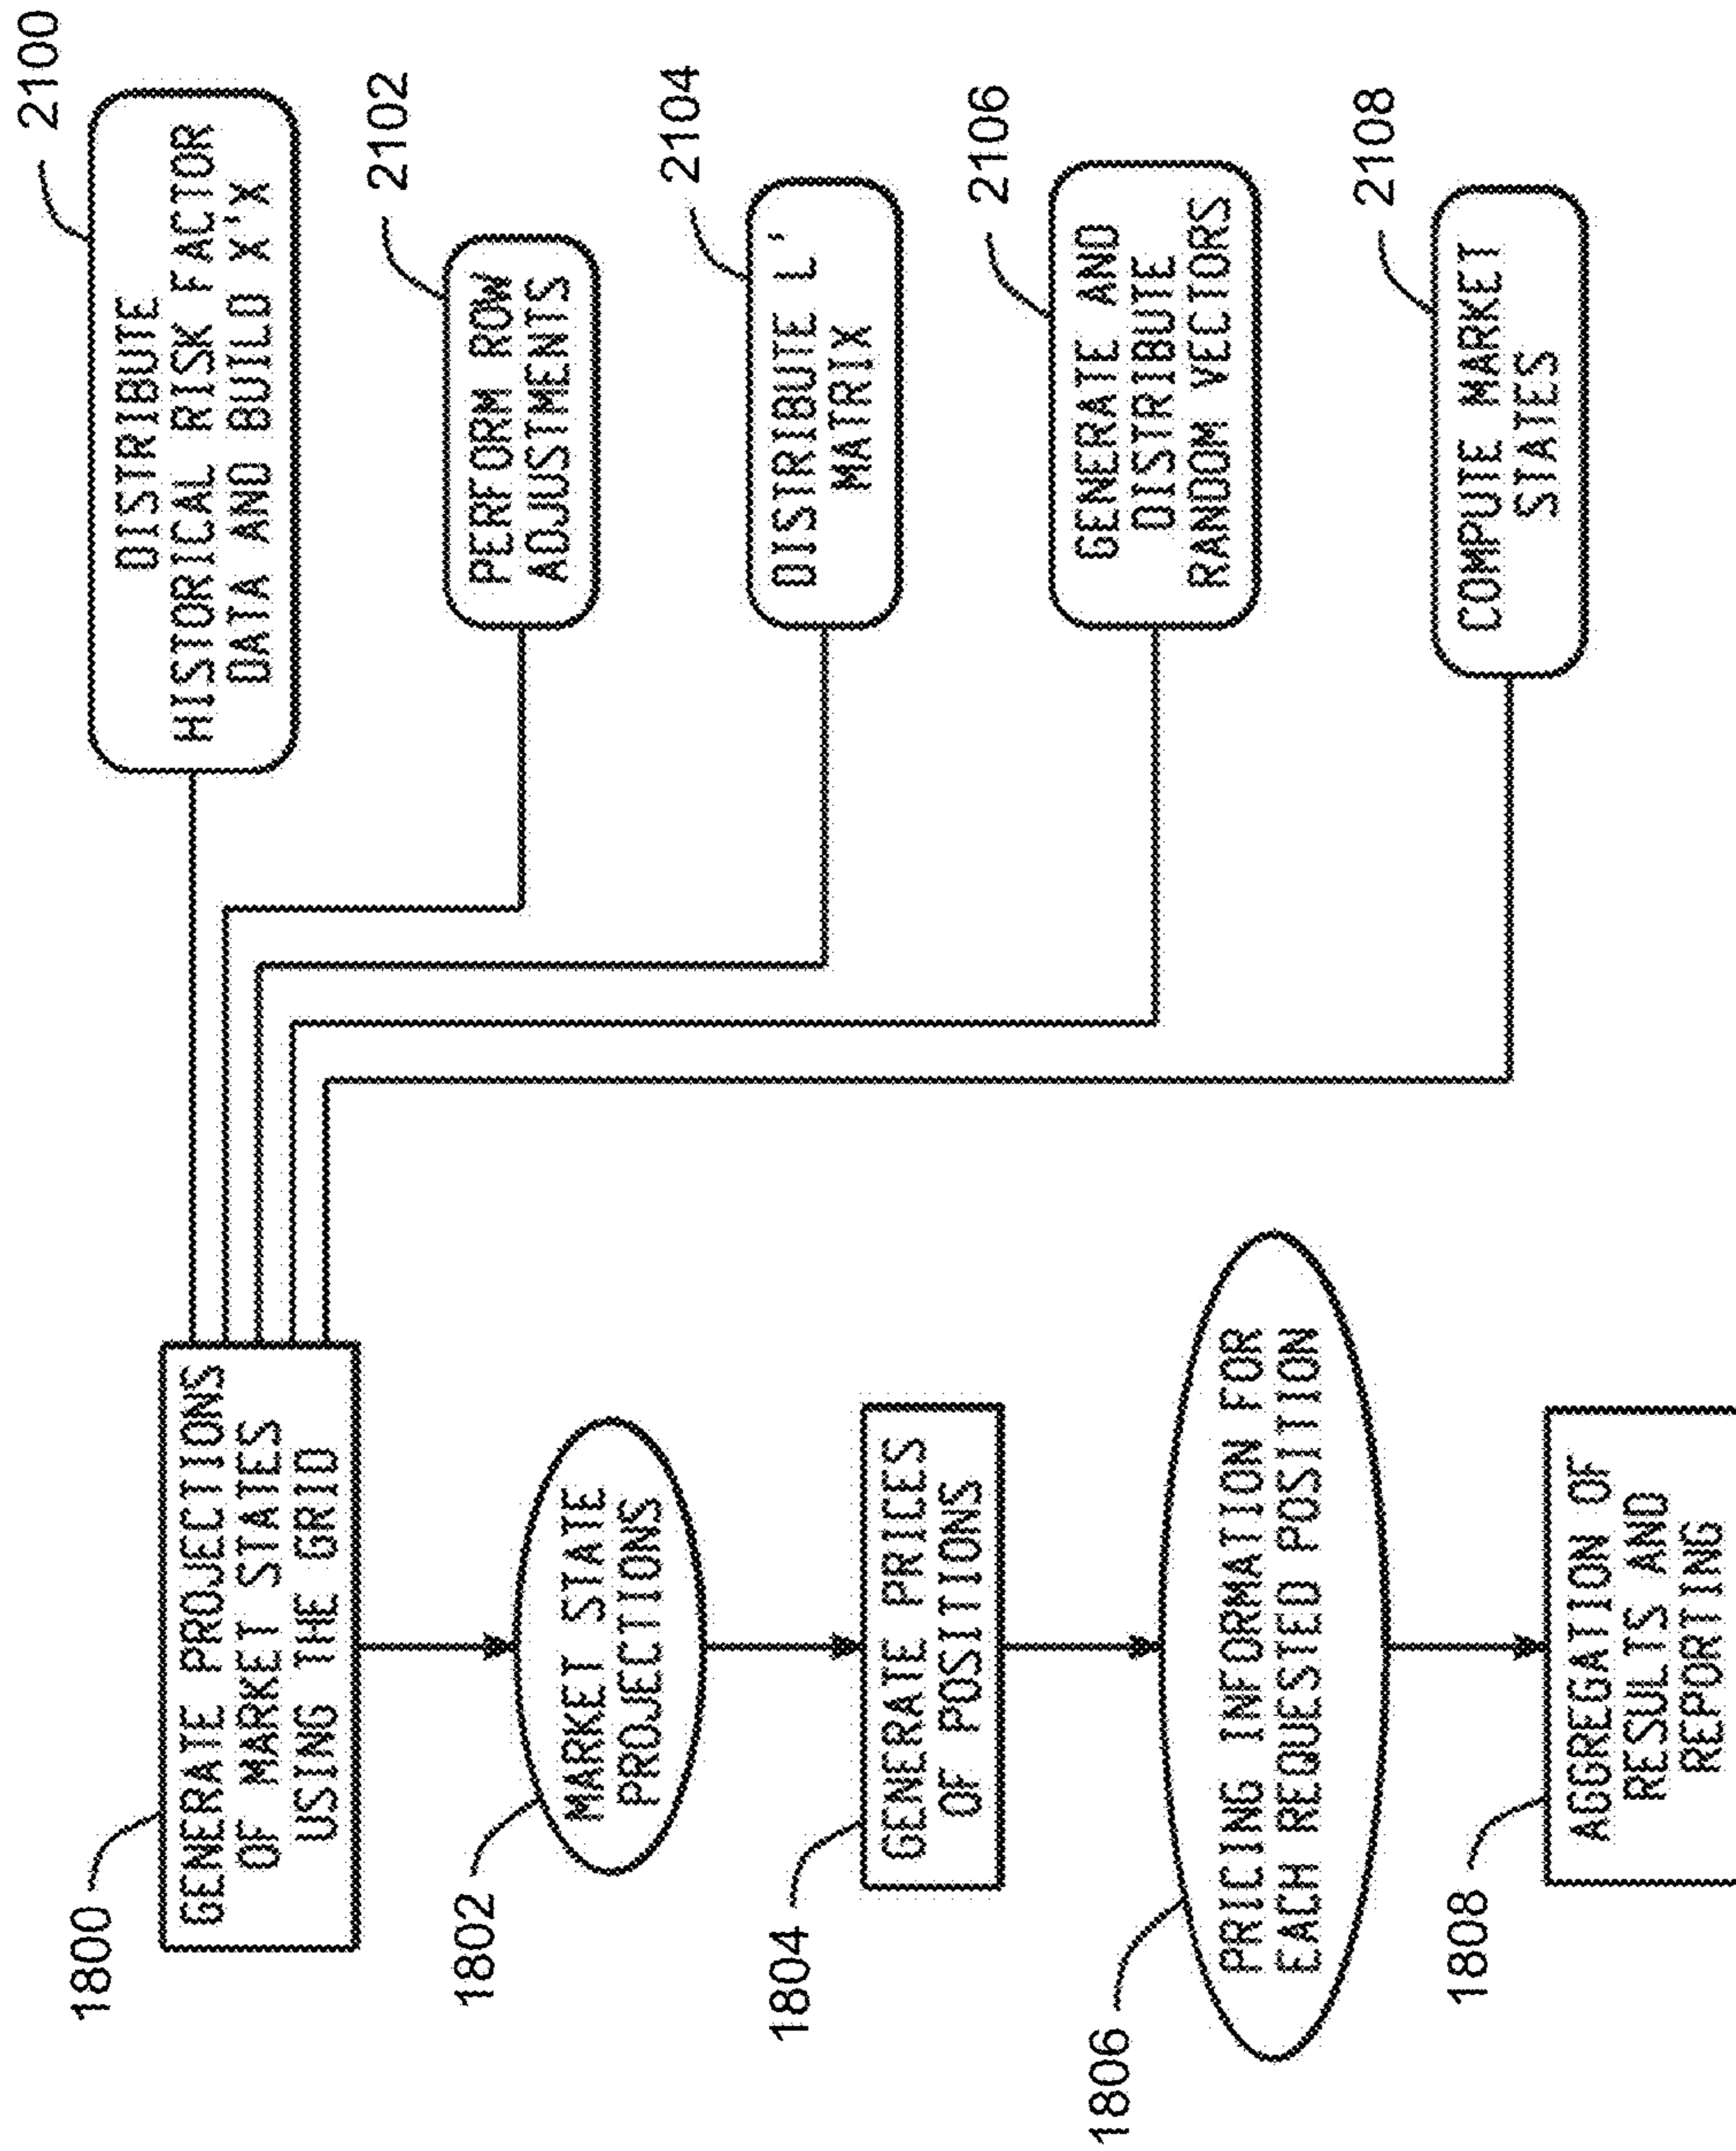 1800
GENERATE PROJECTIONS
OF MARKET STATES
USING THE GRID
1802
MARKET STATE
PROJECTIONS
1804
GENERATE PRICES
OF POSITIONS
1806
PRICING INFORMATION FOR
EACH REQUESTED POSITION
1808
AGGREGATION OF
RESULTS AND
REPORTING
2100
DISTRIBUTE
HISTORICAL RISK FACTOR
DATA AND BUILD X'X
2102
PERFORM ROW
ADJUSTMENTS
2104
DISTRIBUTE L'
MATRIX
2106
GENERATE AND
DISTRIBUTE
RANDOM VECTORS
2108
COMPUTE MARKET
STATES